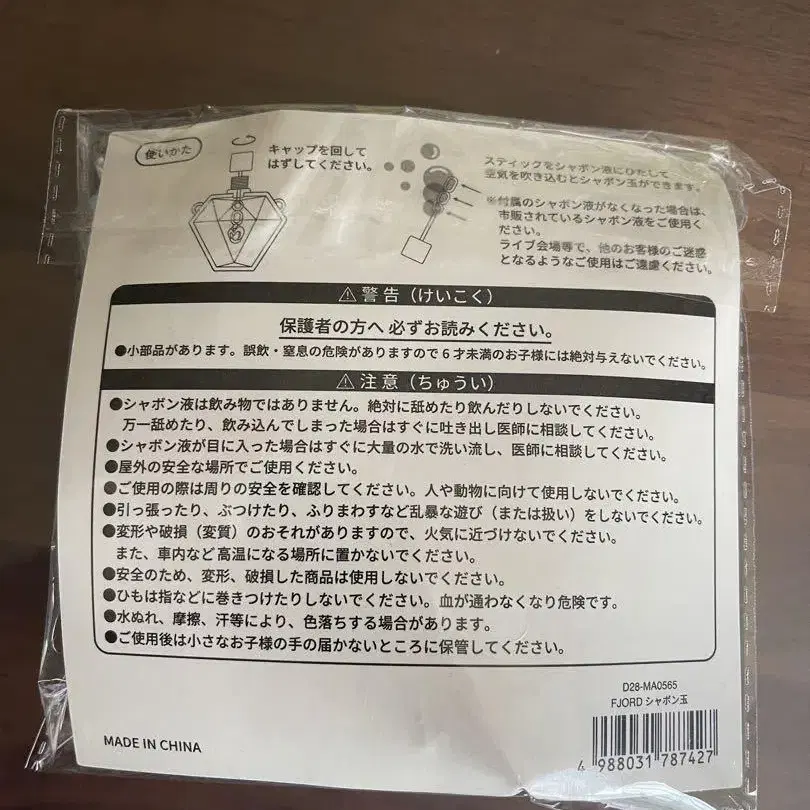 使いかた
キャップを回して
はずしてください。
スティックをシャボン液にひたして
空気を吹き込むとシャボン玉ができます。
※付属のシャボン液がなくなった場合は、
市販されているシャボン液をご使用く
ださい。
ライブ会場等で、他のお客様のご迷惑
となるようなご使用はご遠慮ください。
⚠警告（けいこく）
保護者の方へ 必ずお読みください。
●小部品があります。誤飲・窒息の危険がありますので6才未満のお子様には絶対与えないでください。
⚠注意（ちゅうい）
●シャボン液は飲み物ではありません。絶対に舐めたり飲んだりしないでください。
万一舐めたり、飲み込んでしまった場合はすぐに吐き出し医師に相談してください。
●シャボン液が目に入った場合はすぐに大量の水で洗い流し、医師に相談してください。
●屋外の安全な場所でご使用ください。
●ご使用の際は周りの安全を確認してください。人や動物に向けて使用しないでください。
●引っ張ったり、ぶつけたり、ふりまわすなど乱暴な遊び（または扱い）をしないでください。
●変形や破損（変質）のおそれがありますので、火気に近づけないでください。
また、車内など高温になる場所に置かないでください。
●安全のため、変形、破損した商品は使用しないでください。
●ひもは指などに巻きつけたりしないでください。血が通わなくなり危険です。
●水ぬれ、摩擦、汗等により、色落ちする場合があります。
●ご使用後は小さなお子様の手の届かないところに保管してください。
D28-MA0565
FJORD シャボン玉
MADE IN CHINA
4 988031 787427